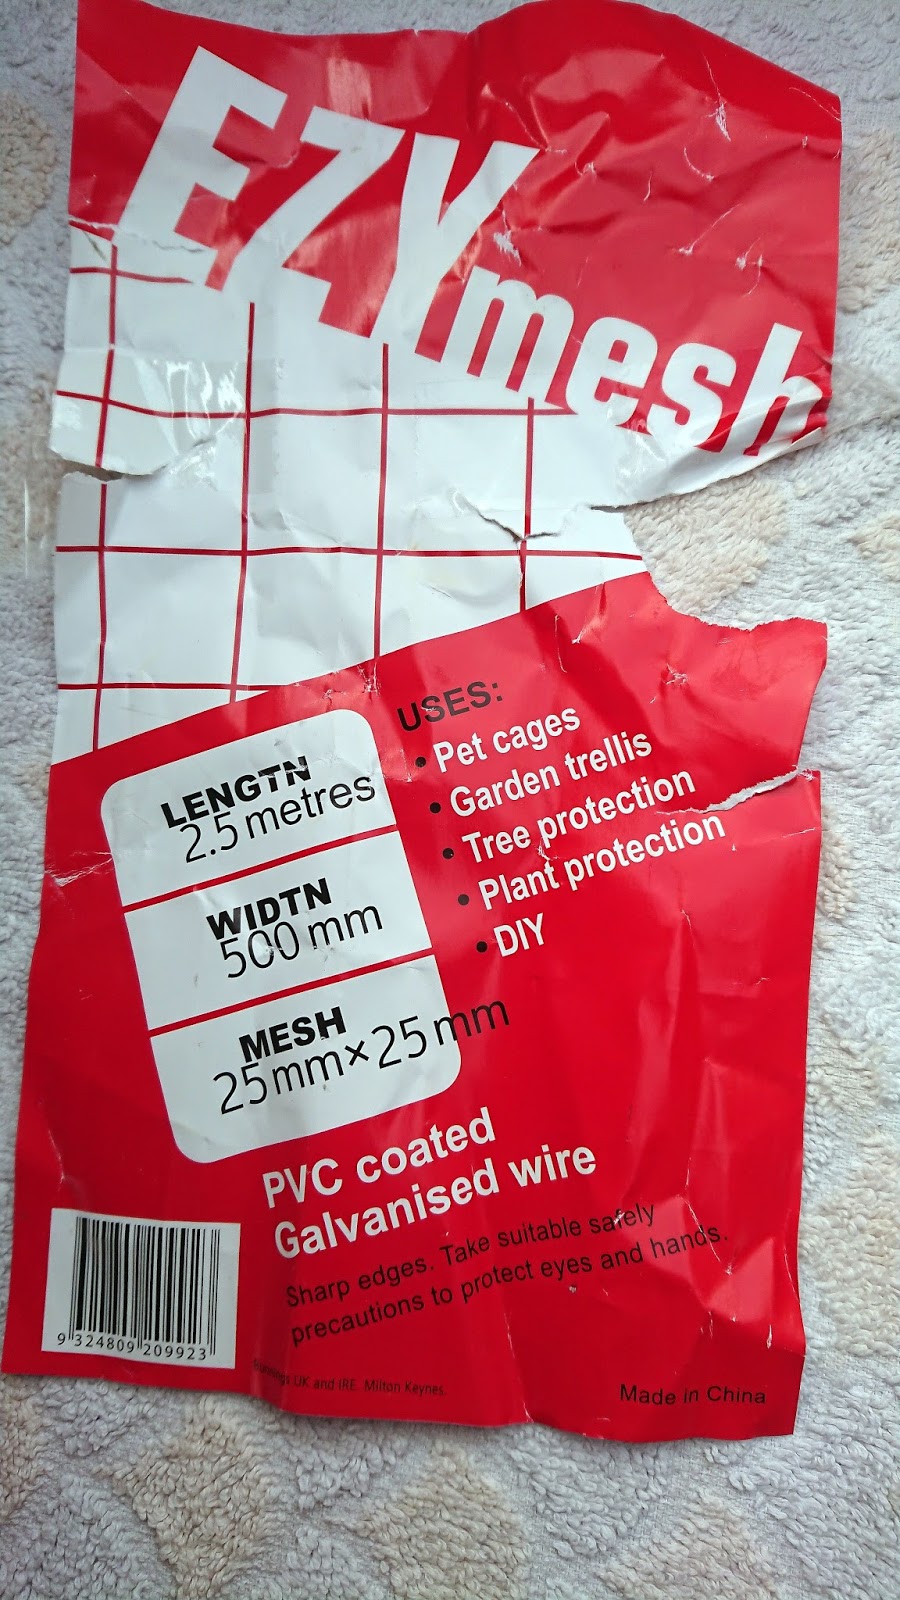 EZYmesh
LENGTN
2.5 metres
WIDTN
500 mm
MESH
25mm×25mm
USES:
• Pet cages
• Garden trellis
• Tree protection
• Plant protection
• DIY
PVC coated
Galvanised wire
Sharp edges. Take suitable safely
precautions to protect eyes and hands.
9 324809 209923
UK and IRE. Milton Keynes.
Made in China